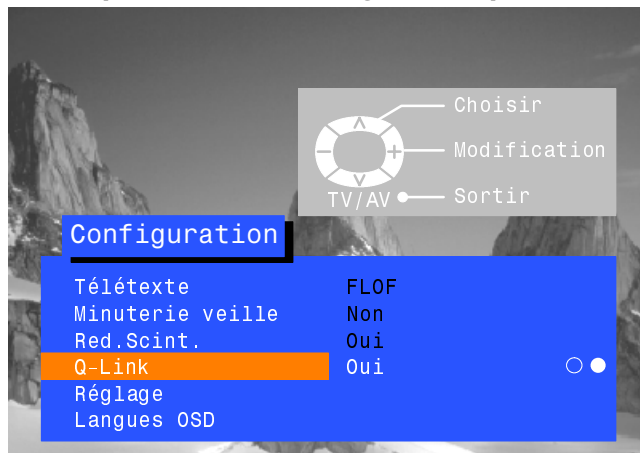 Choisir
Modification
TV/AV Sortir
Configuration
Télétexte FLOF
Minuterie veille Non
Red.Scint. Oui
Q-Link Oui
Réglage
Langues OSD